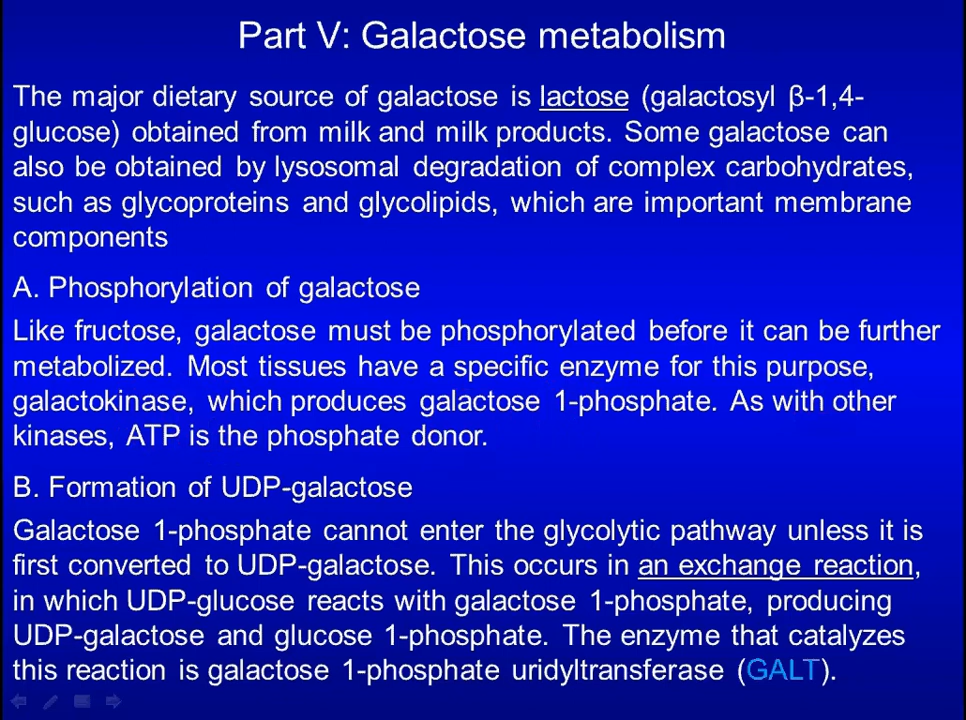 Part V: Galactose metabolism
The major dietary source of galactose is lactose (galactosyl β-1,4-
glucose) obtained from milk and milk products. Some galactose can
also be obtained by lysosomal degradation of complex carbohydrates,
such as glycoproteins and glycolipids, which are important membrane
components
A. Phosphorylation of galactose
Like fructose, galactose must be phosphorylated before it can be further
metabolized. Most tissues have a specific enzyme for this purpose,
galactokinase, which produces galactose 1-phosphate. As with other
kinases, ATP is the phosphate donor.
B. Formation of UDP-galactose
Galactose 1-phosphate cannot enter the glycolytic pathway unless it is
first converted to UDP-galactose. This occurs in an exchange reaction,
in which UDP-glucose reacts with galactose 1-phosphate, producing
UDP-galactose and glucose 1-phosphate. The enzyme that catalyzes
this reaction is galactose 1-phosphate uridyltransferase (GALT).